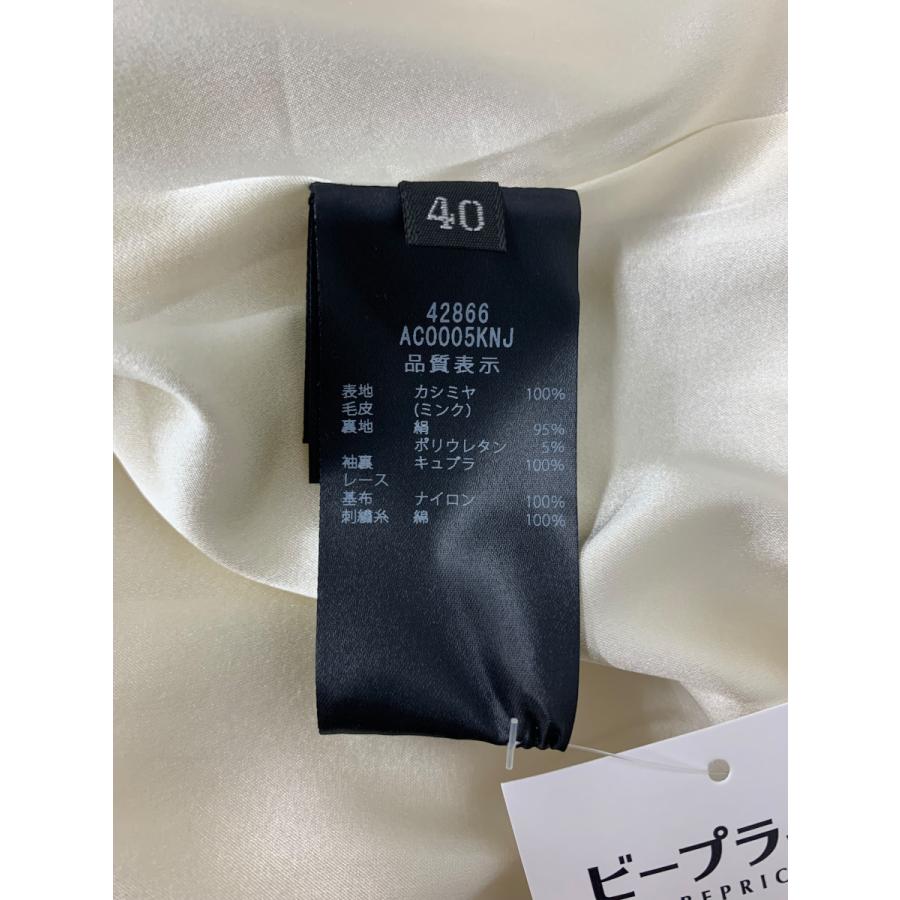 40
42866
AC0005KNJ
品質表示
表地 カシミヤ 100%
毛皮 (ミンク)
裏地 絹 95%
ポリウレタン 5%
袖裏 キュプラ 100%
レース
基布 ナイロン 100%
刺繍糸 綿 100%
ビープラ
BEPRIC